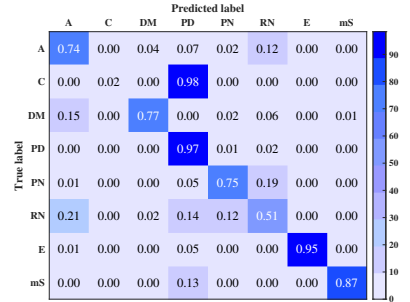 Predicted label
A C DM PD PN RN E mS
A 0.74 0.00 0.04 0.07 0.02 0.12 0.00 0.00
C 0.00 0.02 0.00 0.98 0.00 0.00 0.00 0.00
DM 0.15 0.00 0.77 0.00 0.02 0.06 0.00 0.01
PD 0.00 0.00 0.00 0.97 0.01 0.02 0.00 0.00
PN 0.01 0.00 0.00 0.05 0.75 0.19 0.00 0.00
RN 0.21 0.00 0.02 0.14 0.12 0.51 0.00 0.00
E 0.01 0.00 0.00 0.05 0.00 0.00 0.95 0.00
mS 0.00 0.00 0.00 0.13 0.00 0.00 0.00 0.87
True label
90
80
70
60
50
40
30
20
10
0